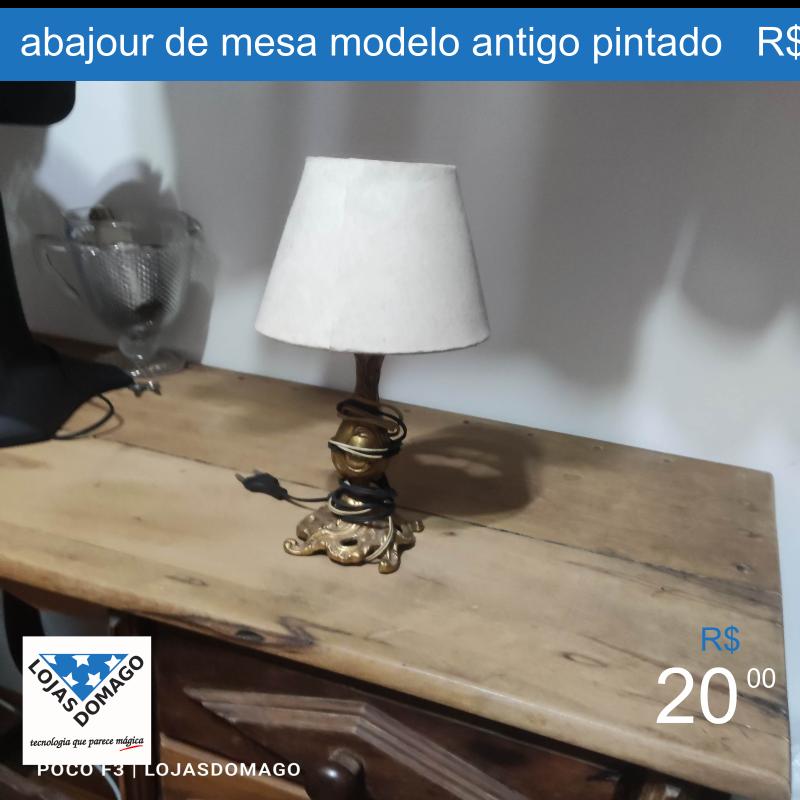 abajour de mesa modelo antigo pintado R$
R$
20 00
LOJAS
DOMAGO
tecnologia que parece mágica
POCO F3 | LOJASDOMAGO